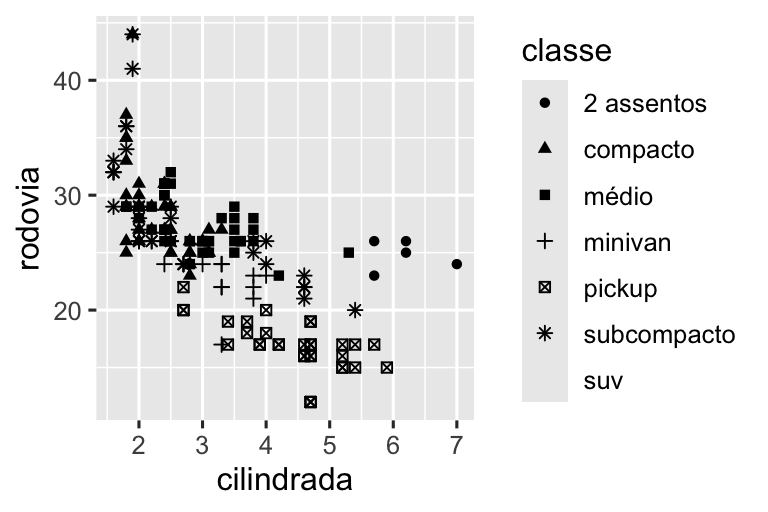 classe
2 assentos
compacto
médio
minivan
pickup
subcompacto
suv
rodovia
40
30
20
2 3 4 5 6 7
cilindrada